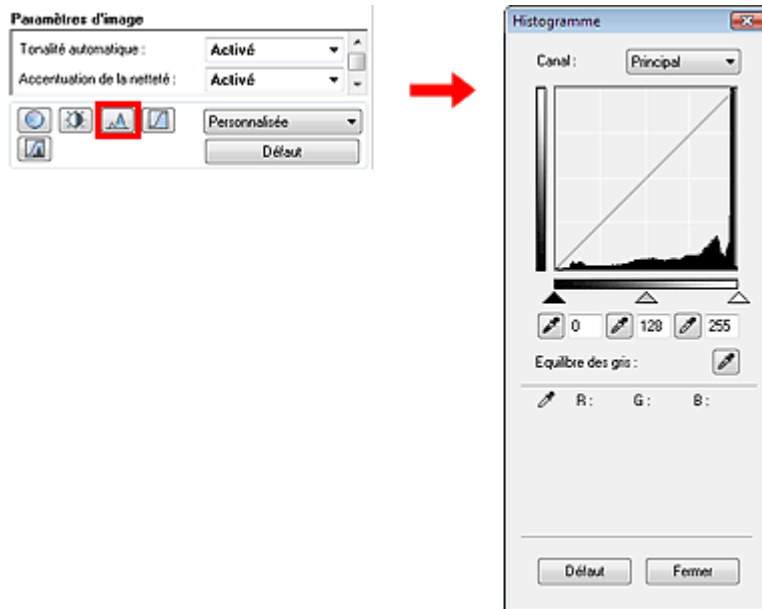 Paramètres d'image
Tonalité automatique : Activé
Accentuation de la netteté : Activé
Personnalisée
Défaut
Histogramme
Canal : Principal
0 128 255
Equilibre des gris :
R : G : B :
Défaut Fermer